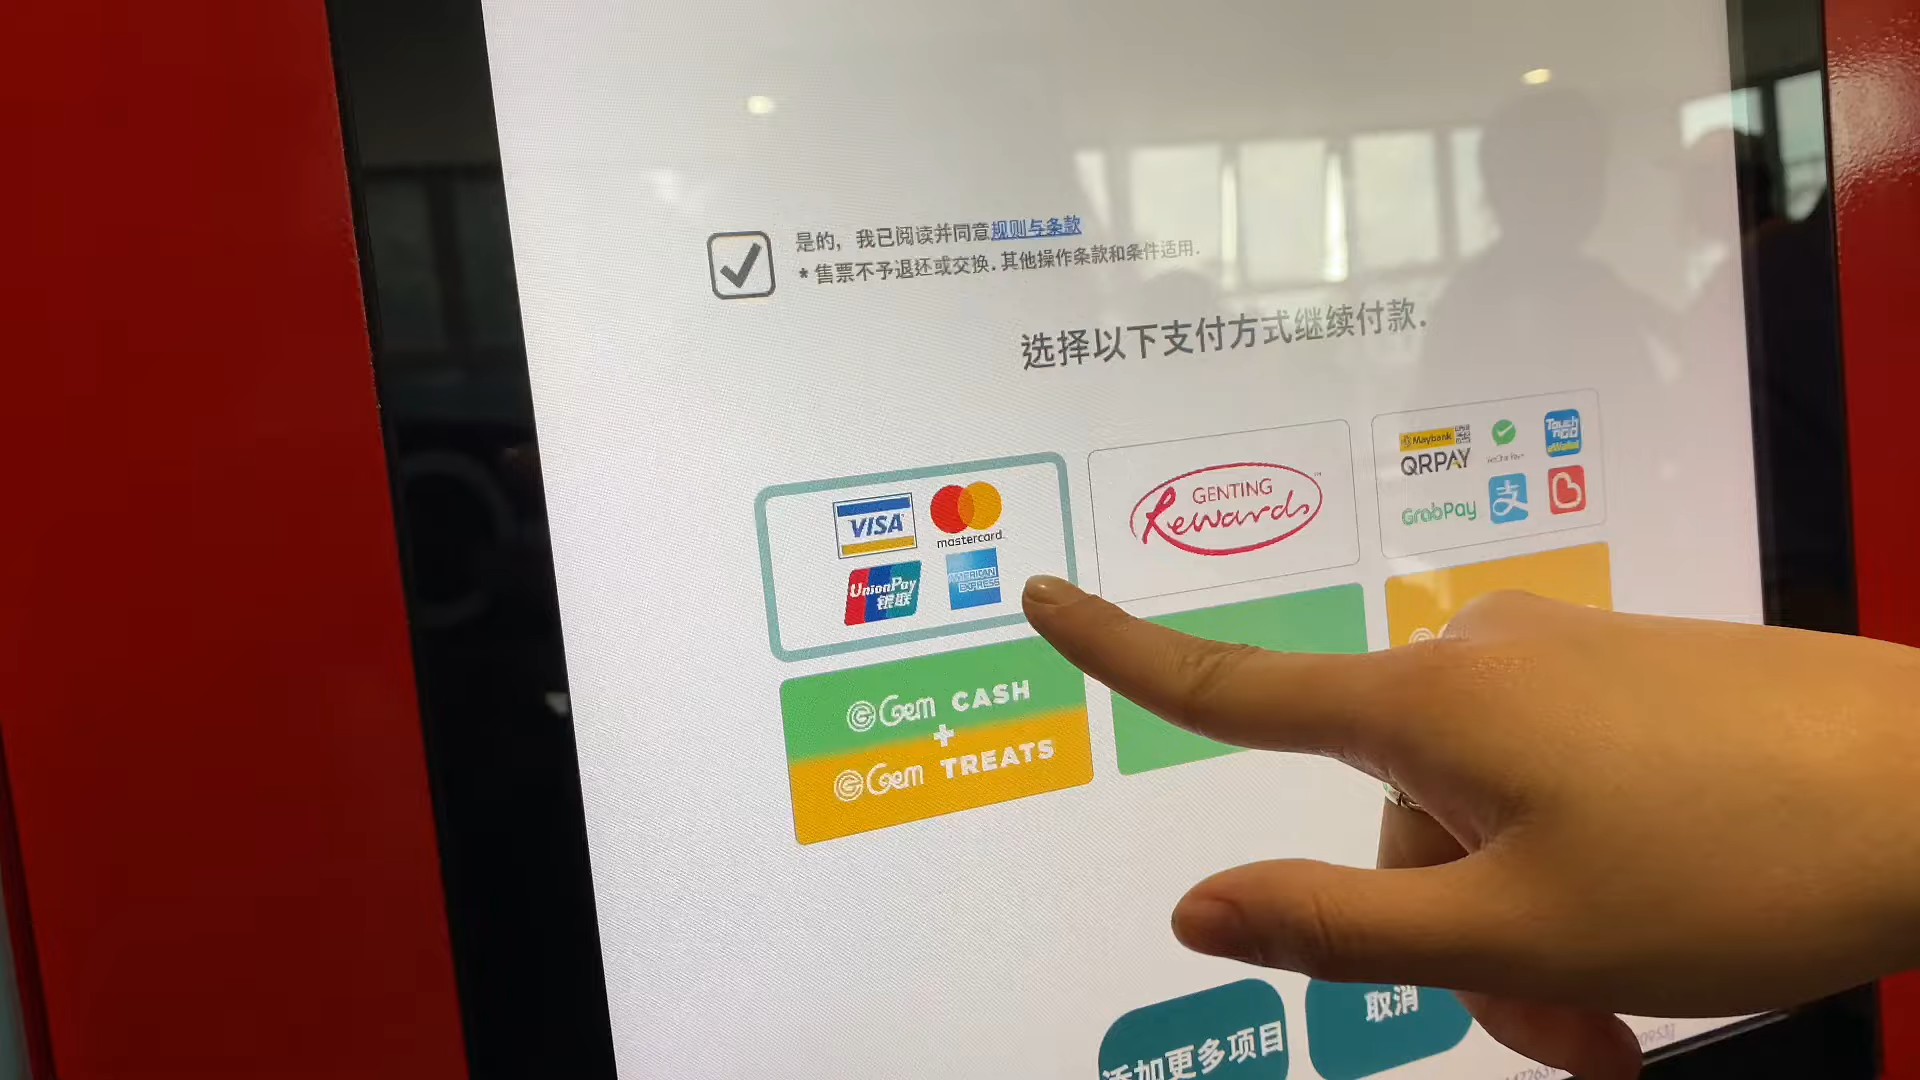 是的，我已阅读并同意规则与条款
* 售票不予退还或交换. 其他操作条款和条件适用.
选择以下支付方式继续付款.
VISA
mastercard
UnionPay
银联
AMERICAN
EXPRESS
GENTING
Rewards
Maybank
QRPAY
Touch
'nGO
eWallet
GrabPay
支
Gem CASH
+
Gem TREATS
添加更多项目
取消